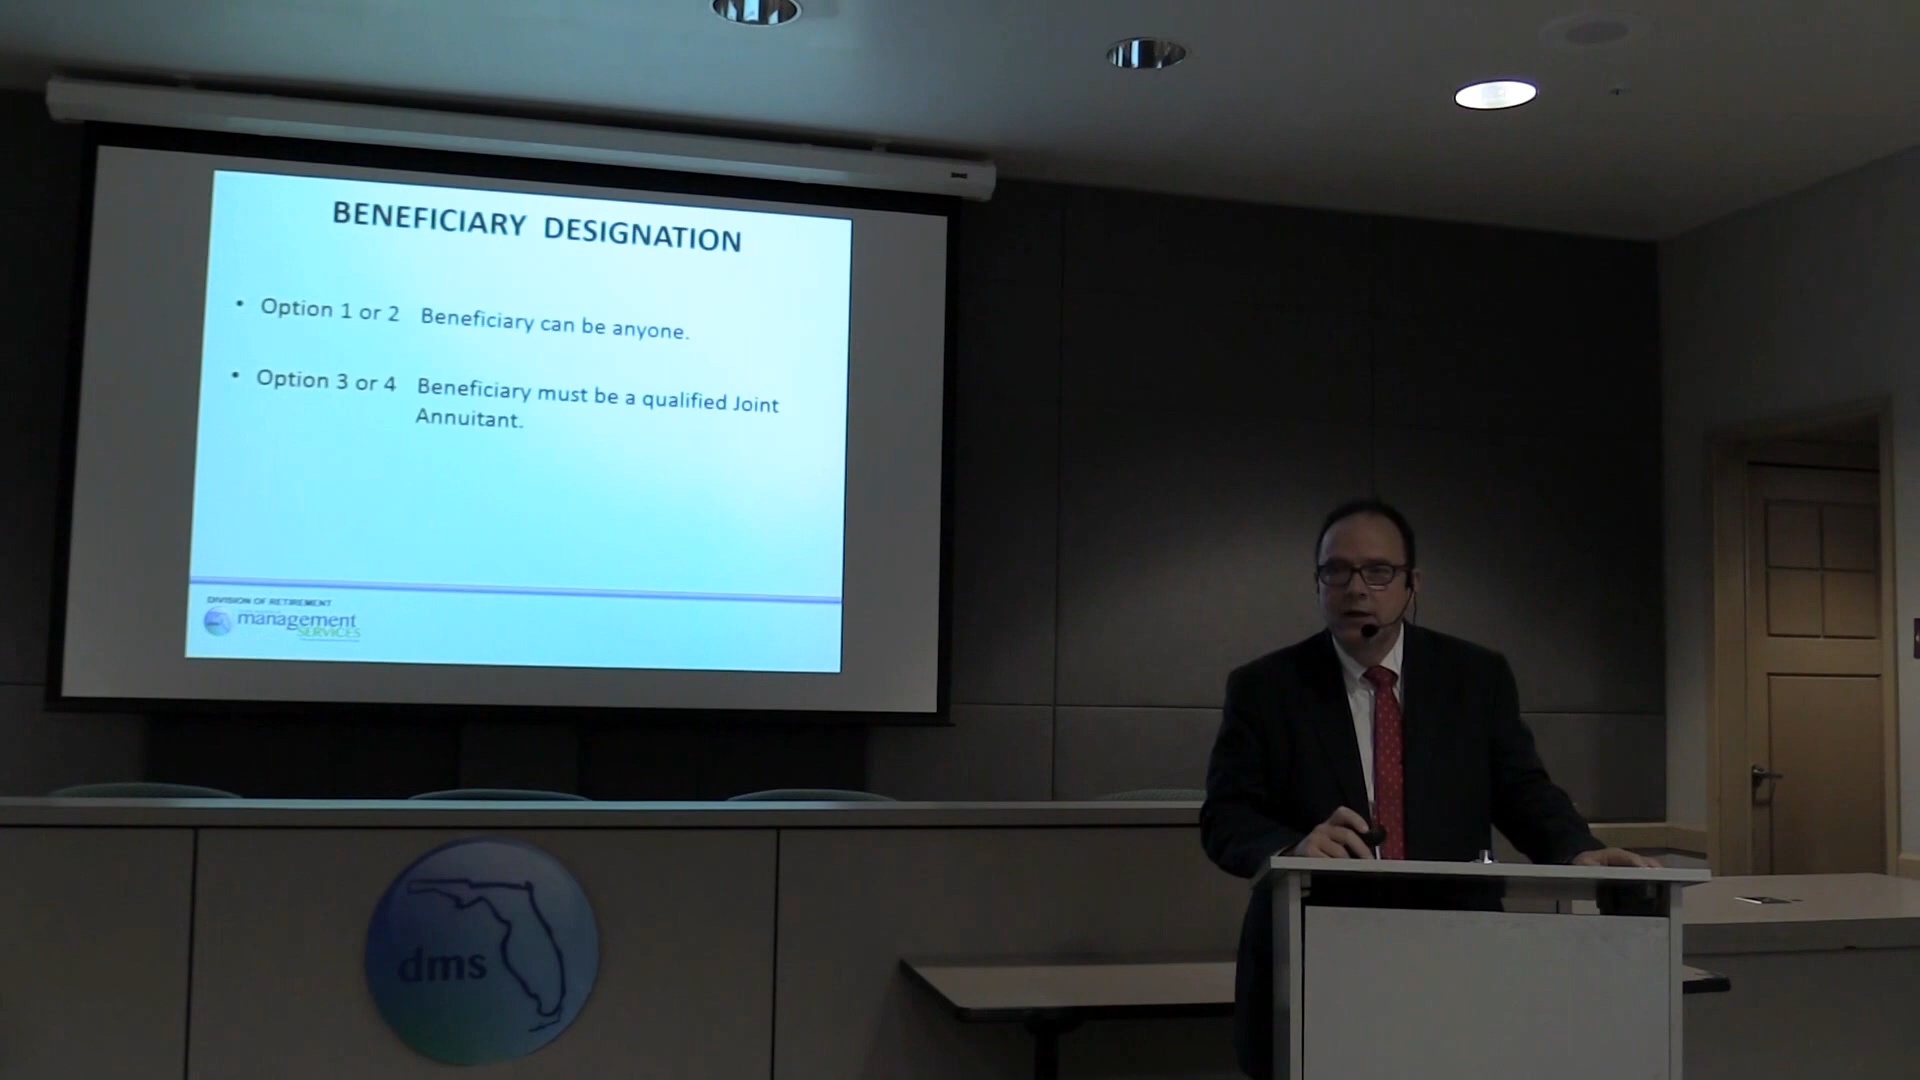 BENEFICIARY DESIGNATION
• Option 1 or 2 Beneficiary can be anyone.
• Option 3 or 4 Beneficiary must be a qualified Joint
Annuitant.
DIVISION OF RETIREMENT
management
SERVICES
dms